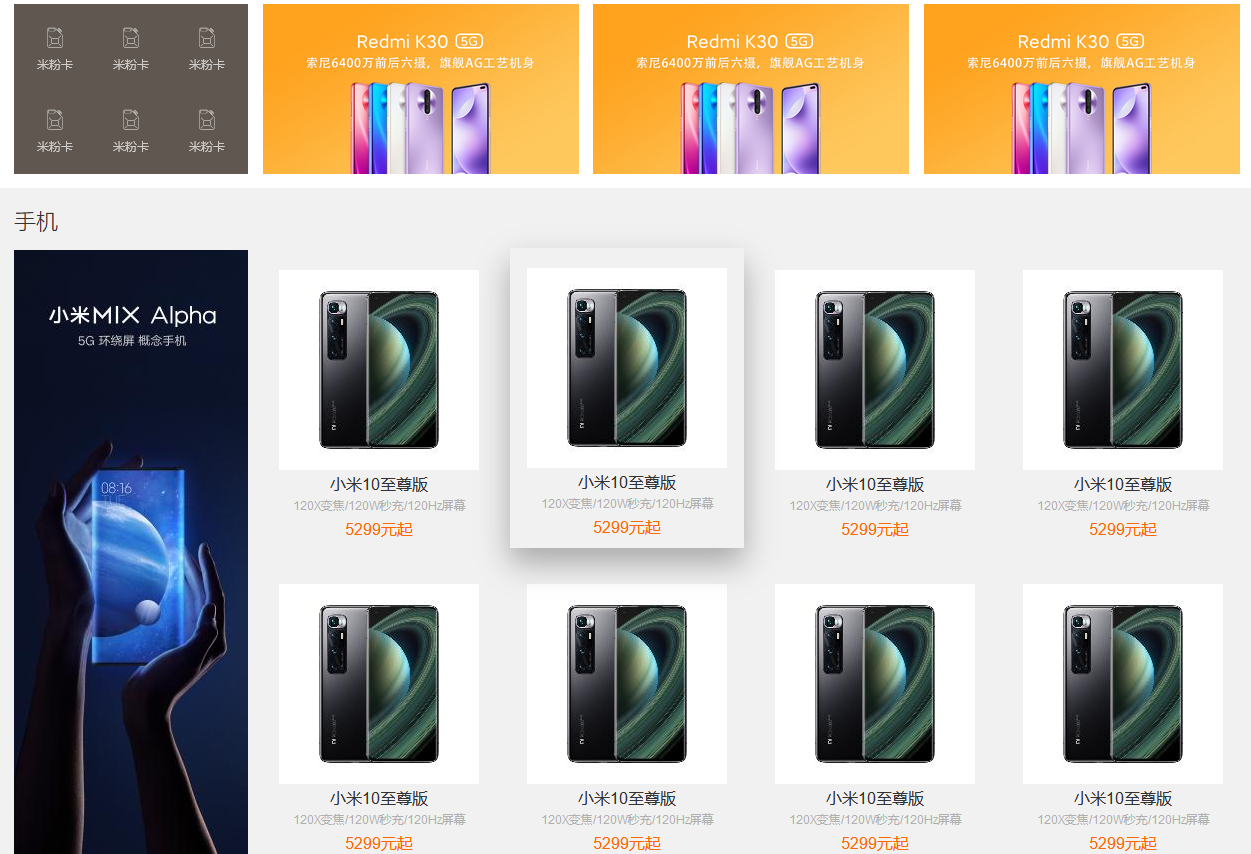 米粉卡 米粉卡 米粉卡
米粉卡 米粉卡 米粉卡
Redmi K30 5G
索尼6400万前后六摄，旗舰AG工艺机身
Redmi K30 5G
索尼6400万前后六摄，旗舰AG工艺机身
Redmi K30 5G
索尼6400万前后六摄，旗舰AG工艺机身
手机
小米MIX Alpha
5G 环绕屏 概念手机
08:16
小米10至尊版
120X变焦/120W秒充/120Hz屏幕
5299元起
小米10至尊版
120X变焦/120W秒充/120Hz屏幕
5299元起
小米10至尊版
120X变焦/120W秒充/120Hz屏幕
5299元起
小米10至尊版
120X变焦/120W秒充/120Hz屏幕
5299元起
小米10至尊版
120X变焦/120W秒充/120Hz屏幕
5299元起
小米10至尊版
120X变焦/120W秒充/120Hz屏幕
5299元起
小米10至尊版
120X变焦/120W秒充/120Hz屏幕
5299元起
小米10至尊版
120X变焦/120W秒充/120Hz屏幕
5299元起